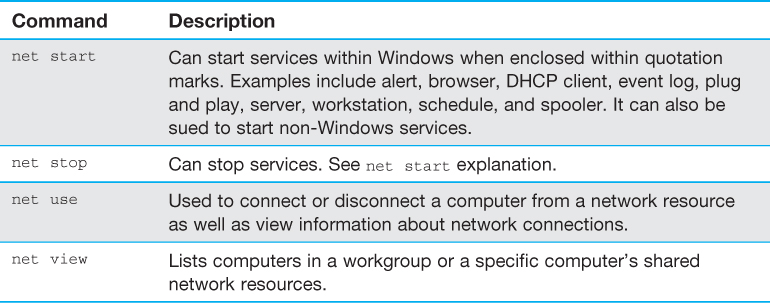 Command Description
net start Can start services within Windows when enclosed within quotation
marks. Examples include alert, browser, DHCP client, event log, plug
and play, server, workstation, schedule, and spooler. It can also be
sued to start non-Windows services.
net stop Can stop services. See net start explanation.
net use Used to connect or disconnect a computer from a network resource
as well as view information about network connections.
net view Lists computers in a workgroup or a specific computer’s shared
network resources.